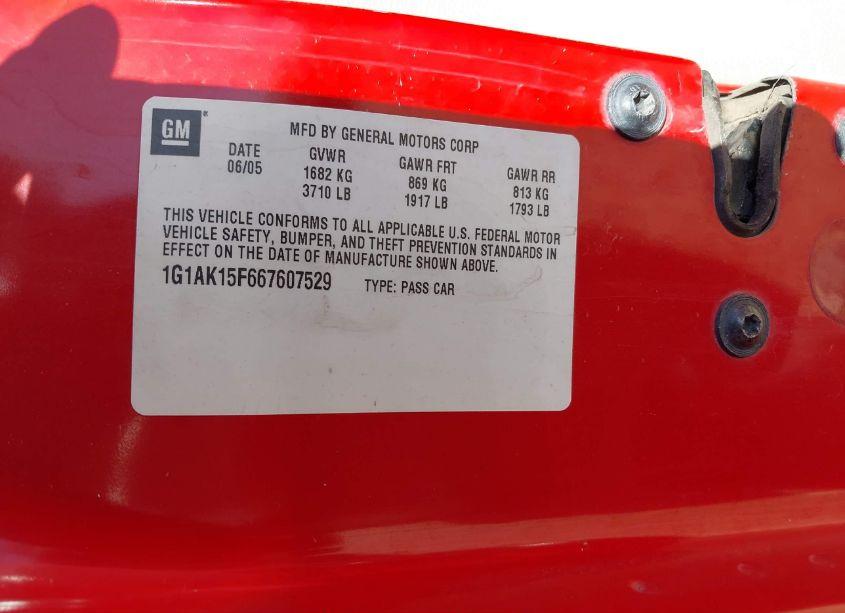 GM®
MFD BY GENERAL MOTORS CORP
DATE GVWR GAWR FRT GAWR RR
06/05 1682 KG 869 KG 813 KG
3710 LB 1917 LB 1793 LB
THIS VEHICLE CONFORMS TO ALL APPLICABLE U.S. FEDERAL MOTOR
VEHICLE SAFETY, BUMPER, AND THEFT PREVENTION STANDARDS IN
EFFECT ON THE DATE OF MANUFACTURE SHOWN ABOVE.
1G1AK15F667607529 TYPE: PASS CAR